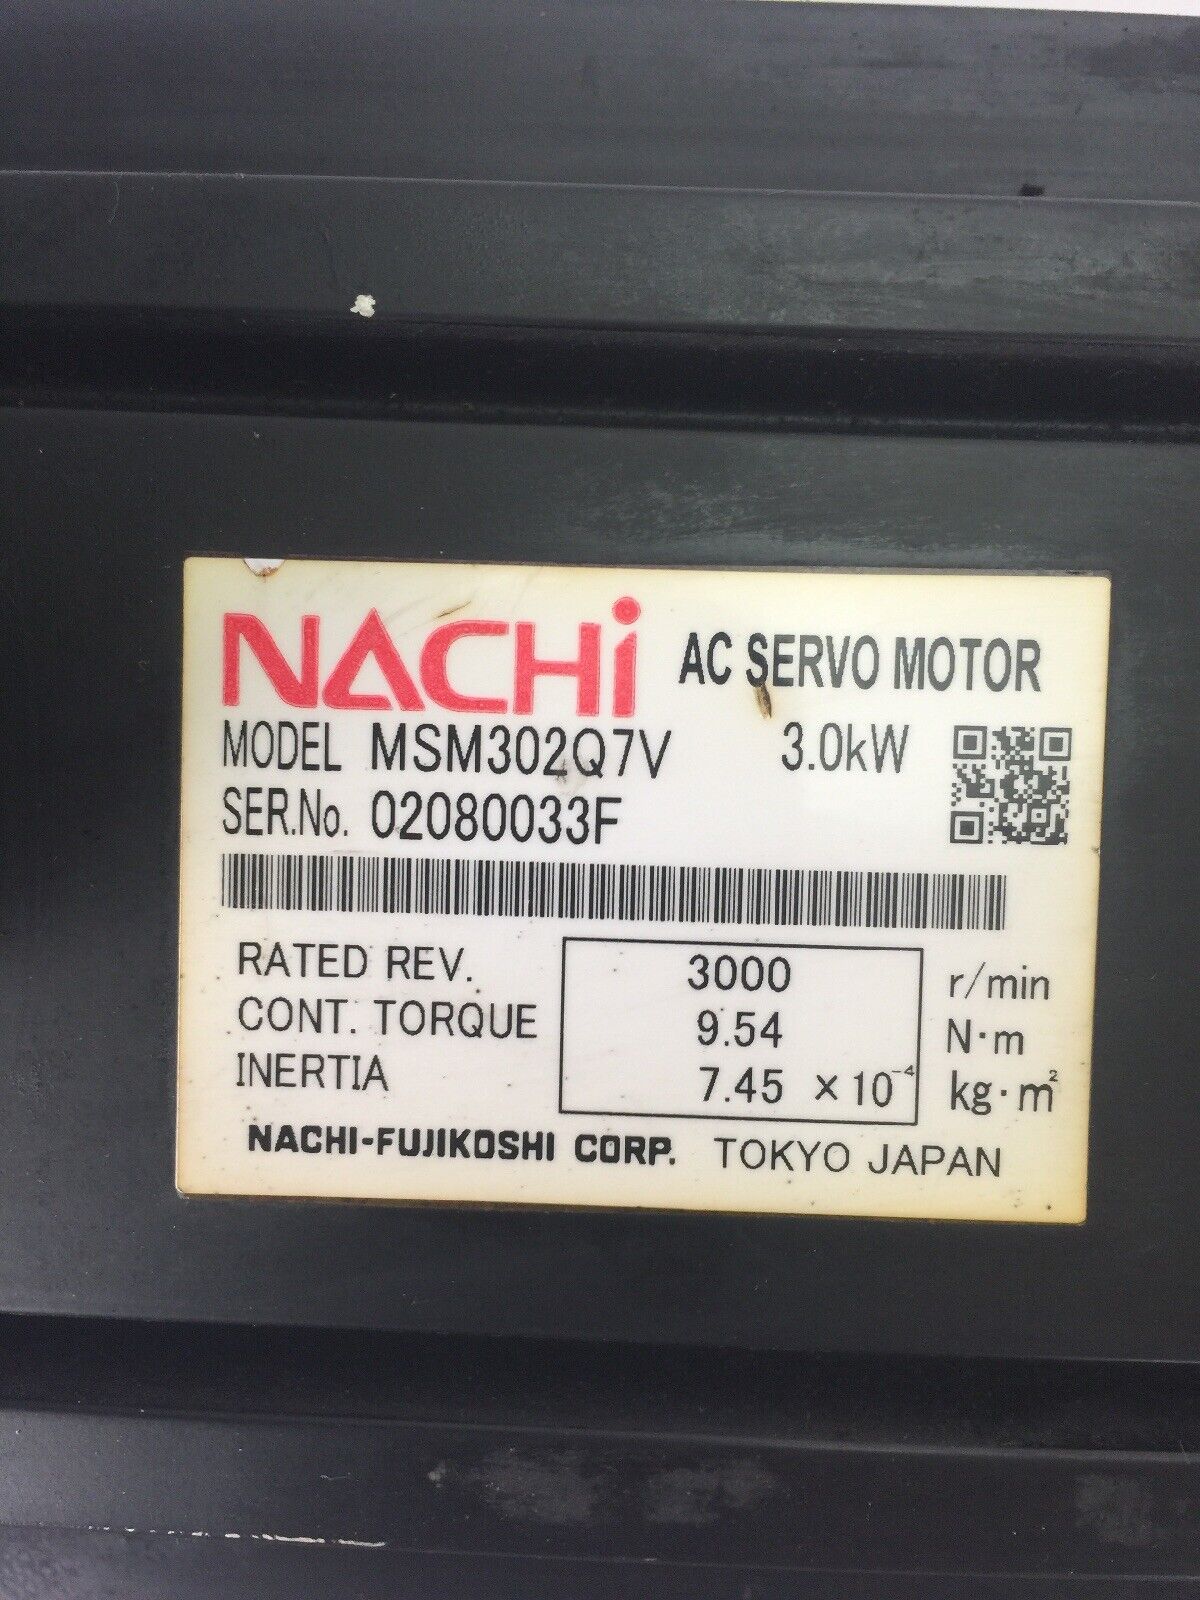 NACHi AC SERVO MOTOR
MODEL MSM302Q7V 3.0kW
SER.No. 02080033F
RATED REV. 3000 r/min
CONT. TORQUE 9.54 N·m
INERTIA 7.45 ×10⁻⁴ kg·m²
NACHI-FUJIKOSHI CORP. TOKYO JAPAN